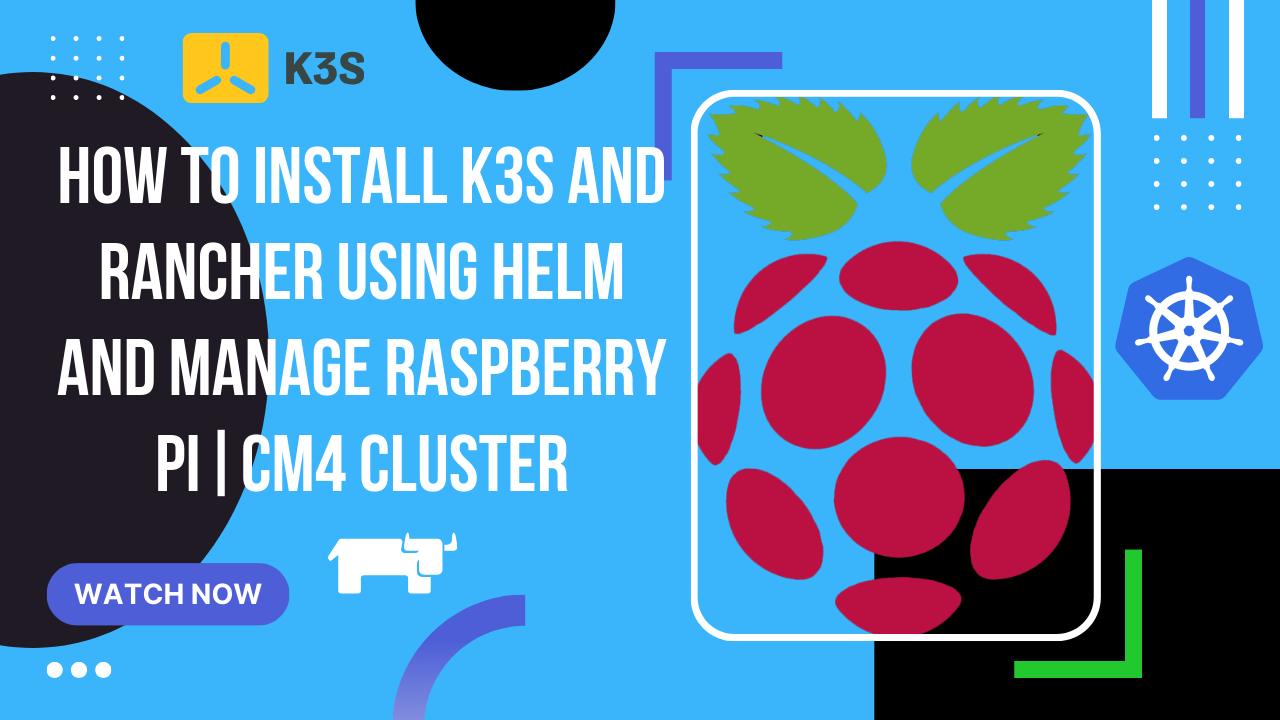 K3S
HOW TO INSTALL K3S AND
RANCHER USING HELM
AND MANAGE RASPBERRY
PI | CM4 CLUSTER
WATCH NOW